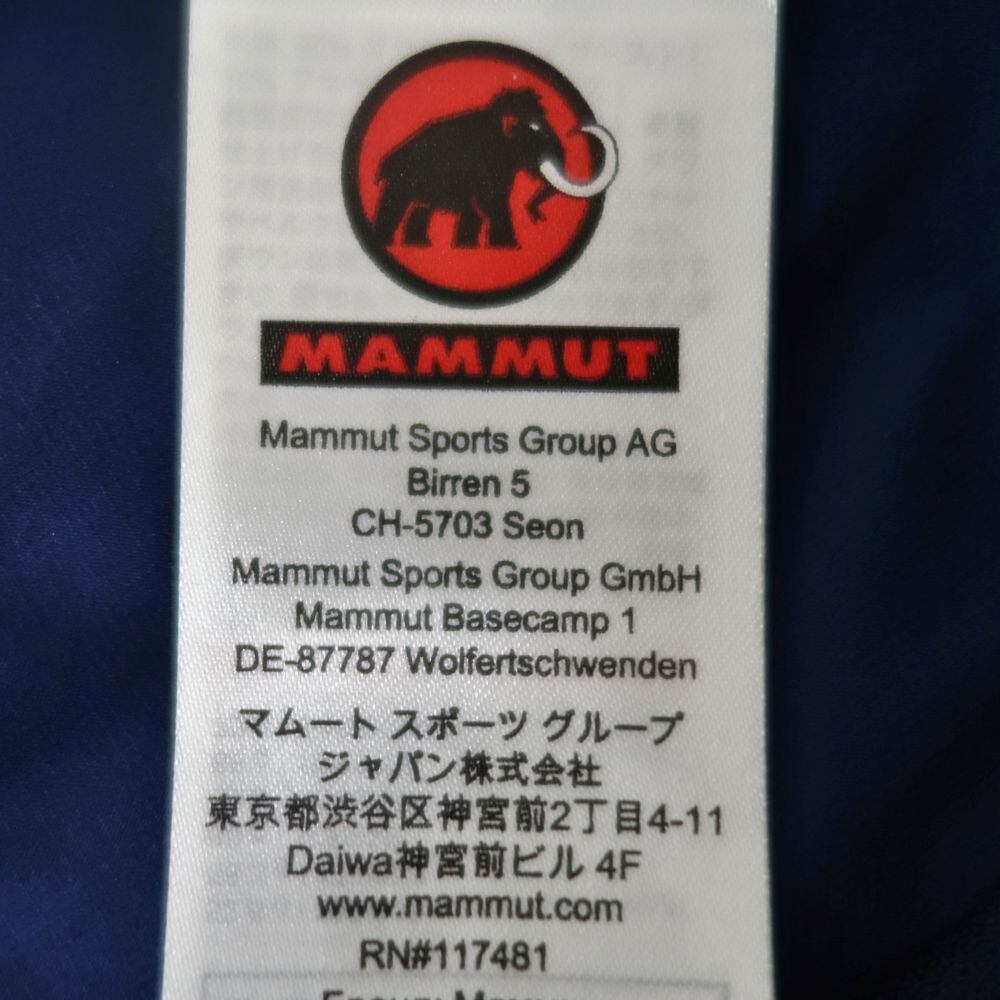 MAMMUT
Mammut Sports Group AG
Birren 5
CH-5703 Seon
Mammut Sports Group GmbH
Mammut Basecamp 1
DE-87787 Wolfertschwenden
マムート スポーツ グループ
ジャパン株式会社
東京都渋谷区神宮前2丁目4-11
Daiwa神宮前ビル 4F
www.mammut.com
RN#117481